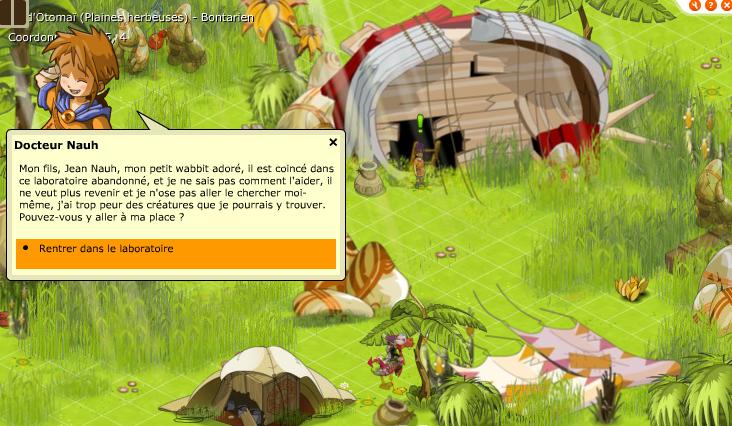 d'Otomaï (Plaines herbeuses) - Bontarien
Docteur Nauh
Mon fils, Jean Nauh, mon petit wabbit adoré, il est coincé dans
ce laboratoire abandonné, et je ne sais pas comment l'aider, il
ne veut plus revenir et je n'ose pas aller le chercher moi-
même, j'ai trop peur des créatures que je pourrais y trouver.
Pouvez-vous y aller à ma place ?
Rentrer dans le laboratoire